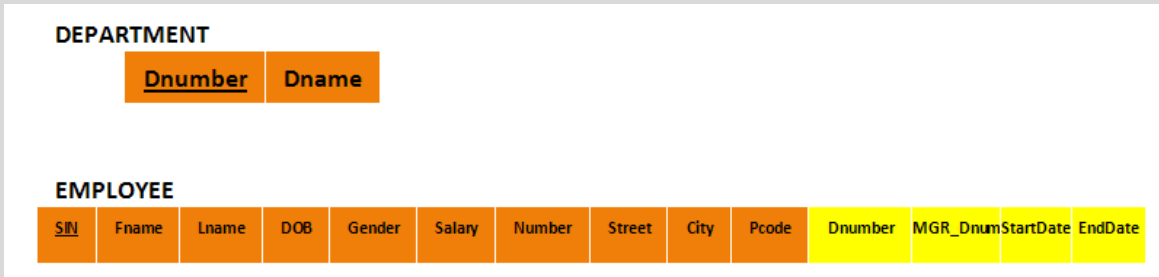 DEPARTMENT
Dnumber Dname
EMPLOYEE
SIN Fname Lname DOB Gender Salary Number Street City Pcode Dnumber MGR_Dnum StartDate EndDate